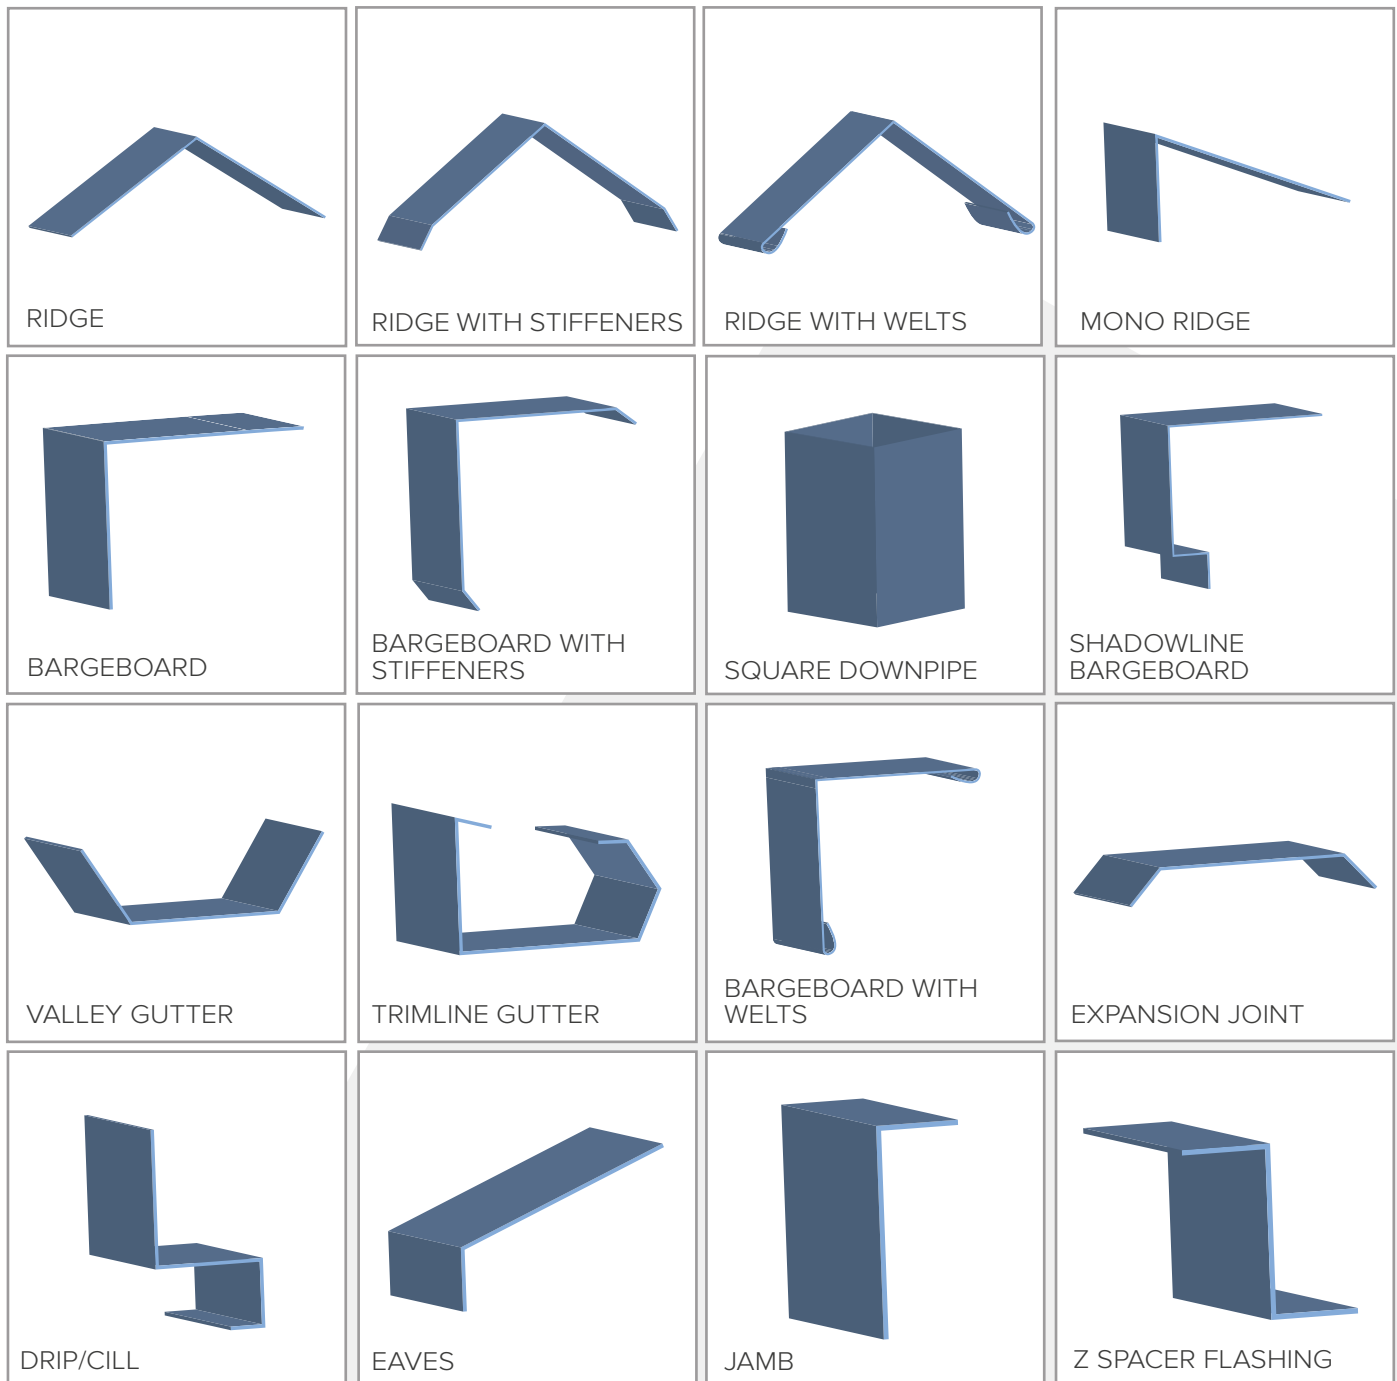 RIDGE
RIDGE WITH STIFFENERS
RIDGE WITH WELTS
MONO RIDGE
BARGEBOARD
BARGEBOARD WITH
STIFFENERS
SQUARE DOWNPIPE
SHADOWLINE
BARGEBOARD
VALLEY GUTTER
TRIMLINE GUTTER
BARGEBOARD WITH
WELTS
EXPANSION JOINT
DRIP/CILL
EAVES
JAMB
Z SPACER FLASHING